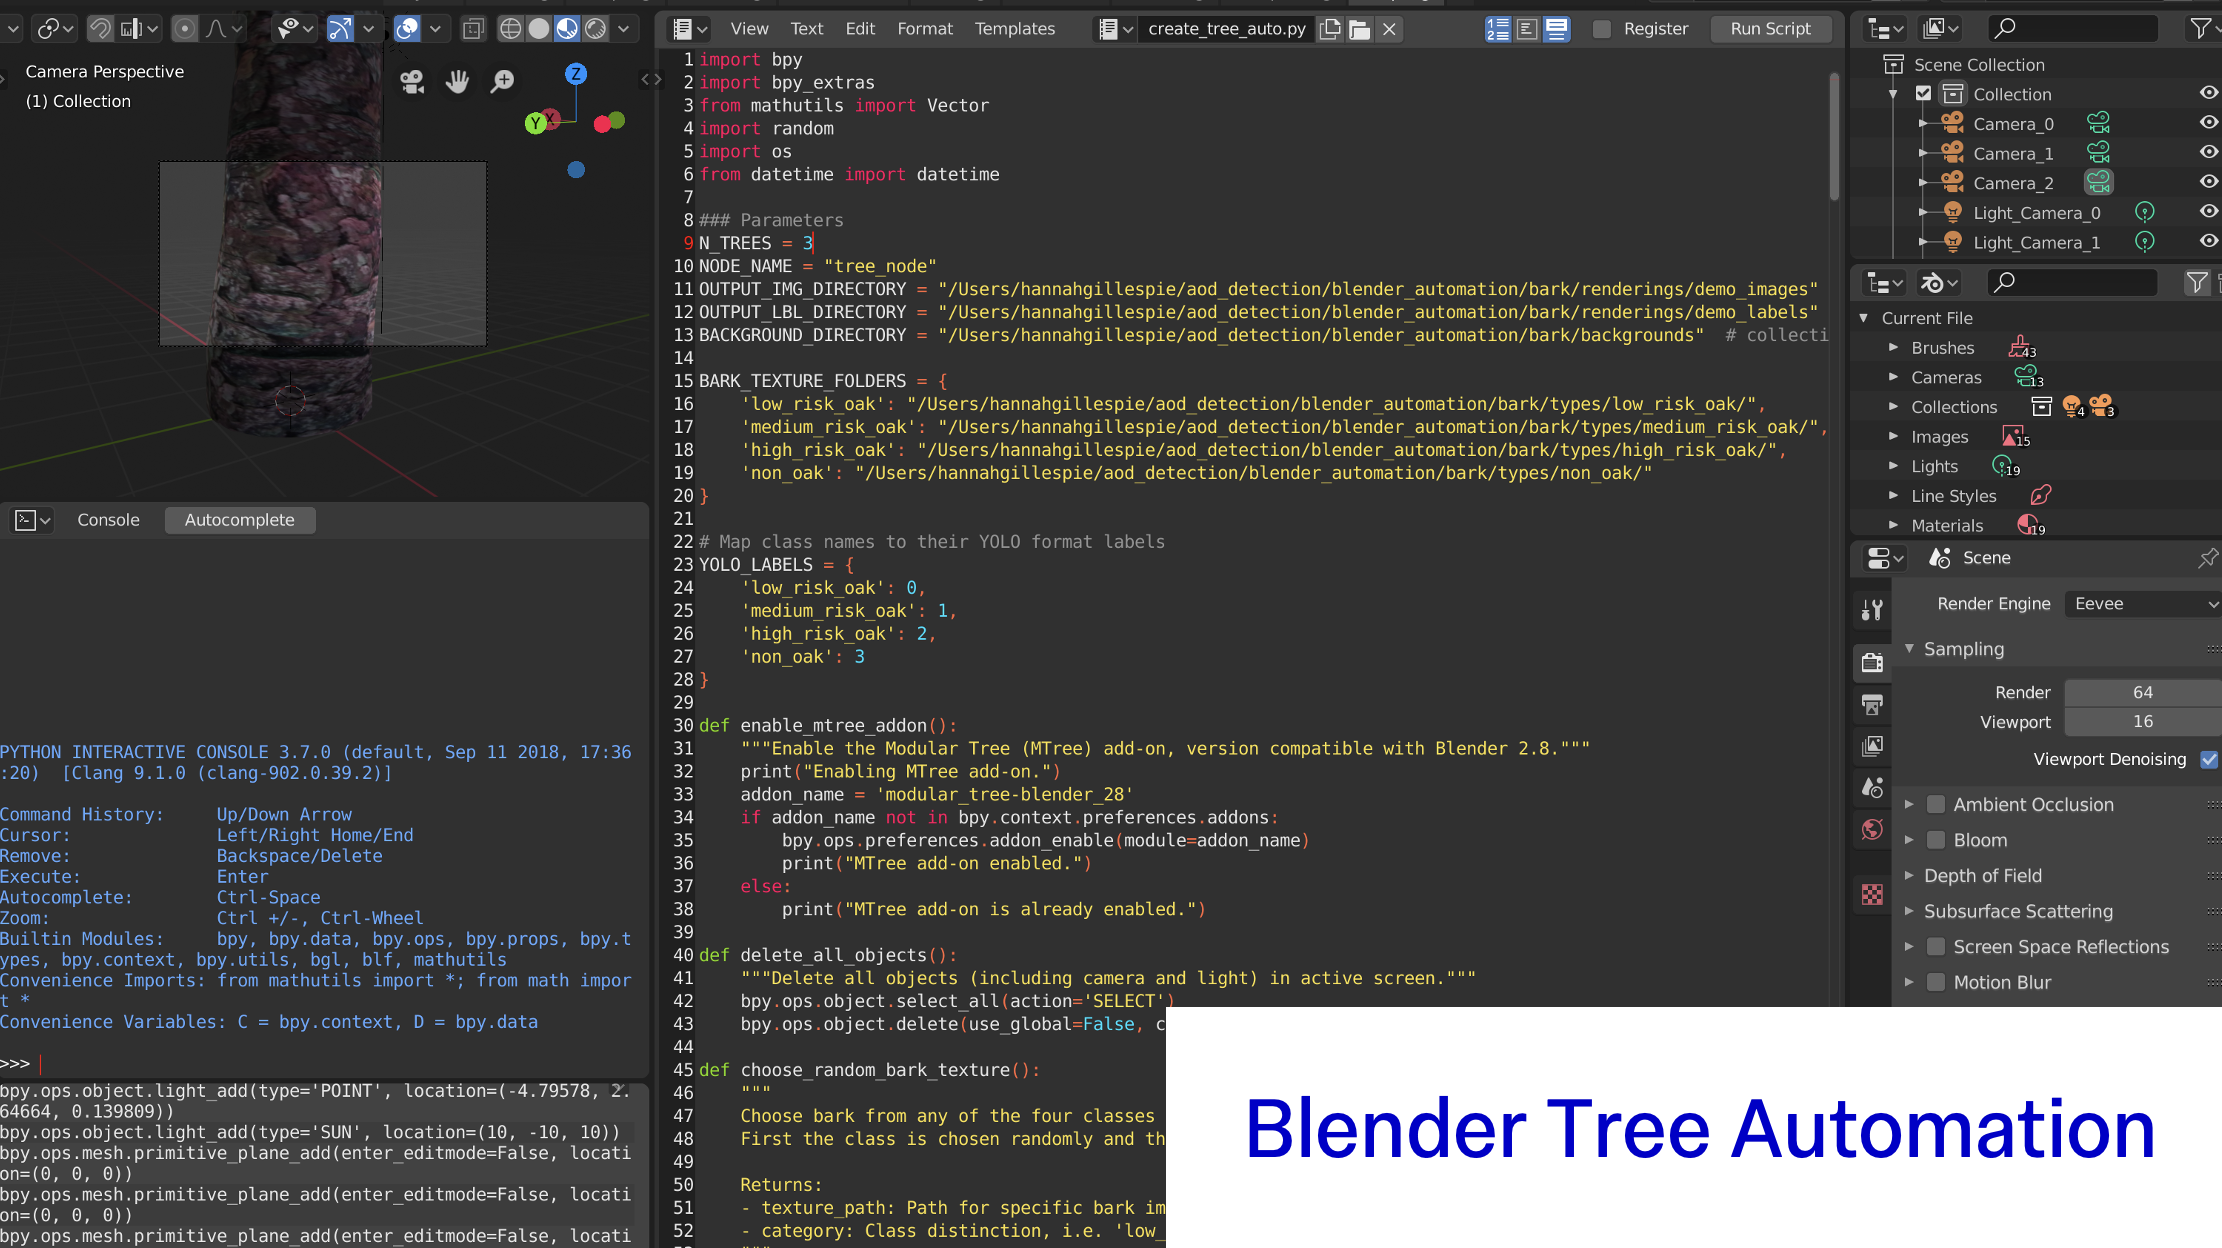 View Text Edit Format Templates create_tree_auto.py Register Run Script
Camera Perspective
(1) Collection
Z
Y
X
1 import bpy
2 import bpy_extras
3 from mathutils import Vector
4 import random
5 import os
6 from datetime import datetime
7
8 ### Parameters
9 N_TREES = 3
10 NODE_NAME = "tree_node"
11 OUTPUT_IMG_DIRECTORY = "/Users/hannahgillespie/aod_detection/blender_automation/bark/renderings/demo_images"
12 OUTPUT_LBL_DIRECTORY = "/Users/hannahgillespie/aod_detection/blender_automation/bark/renderings/demo_labels"
13 BACKGROUND_DIRECTORY = "/Users/hannahgillespie/aod_detection/blender_automation/bark/backgrounds"  # collecti
14
15 BARK_TEXTURE_FOLDERS = {
16     'low_risk_oak': "/Users/hannahgillespie/aod_detection/blender_automation/bark/types/low_risk_oak/",
17     'medium_risk_oak': "/Users/hannahgillespie/aod_detection/blender_automation/bark/types/medium_risk_oak/",
18     'high_risk_oak': "/Users/hannahgillespie/aod_detection/blender_automation/bark/types/high_risk_oak/",
19     'non_oak': "/Users/hannahgillespie/aod_detection/blender_automation/bark/types/non_oak/"
20 }
21
22 # Map class names to their YOLO format labels
23 YOLO_LABELS = {
24     'low_risk_oak': 0,
25     'medium_risk_oak': 1,
26     'high_risk_oak': 2,
27     'non_oak': 3
28 }
29
30 def enable_mtree_addon():
31     """Enable the Modular Tree (MTree) add-on, version compatible with Blender 2.8."""
32     print("Enabling MTree add-on.")
33     addon_name = 'modular_tree-blender_28'
34     if addon_name not in bpy.context.preferences.addons:
35         bpy.ops.preferences.addon_enable(module=addon_name)
36         print("MTree add-on enabled.")
37     else:
38         print("MTree add-on is already enabled.")
39
40 def delete_all_objects():
41     """Delete all objects (including camera and light) in active screen."""
42     bpy.ops.object.select_all(action='SELECT')
43     bpy.ops.object.delete(use_global=False, c
44
45 def choose_random_bark_texture():
46     """
47     Choose bark from any of the four classes
48     First the class is chosen randomly and th
49
50     Returns:
51     - texture_path: Path for specific bark im
52     - category: Class distinction, i.e. 'low_
"""
Console Autocomplete
PYTHON INTERACTIVE CONSOLE 3.7.0 (default, Sep 11 2018, 17:36
:20)  [Clang 9.1.0 (clang-902.0.39.2)]
Command History:     Up/Down Arrow
Cursor:              Left/Right Home/End
Remove:              Backspace/Delete
Execute:             Enter
Autocomplete:        Ctrl-Space
Zoom:                Ctrl +/-, Ctrl-Wheel
Builtin Modules:     bpy, bpy.data, bpy.ops, bpy.props, bpy.t
ypes, bpy.context, bpy.utils, bgl, blf, mathutils
Convenience Imports: from mathutils import *; from math impor
t *
Convenience Variables: C = bpy.context, D = bpy.data
>>>
bpy.ops.object.light_add(type='POINT', location=(-4.79578, 2.
64664, 0.139809))
bpy.ops.object.light_add(type='SUN', location=(10, -10, 10))
bpy.ops.mesh.primitive_plane_add(enter_editmode=False, locati
on=(0, 0, 0))
bpy.ops.mesh.primitive_plane_add(enter_editmode=False, locati
on=(0, 0, 0))
bpy.ops.mesh.primitive_plane_add(enter_editmode=False, locati
Scene Collection
Collection
Camera_0
Camera_1
Camera_2
Light_Camera_0
Light_Camera_1
Current File
Brushes 43
Cameras 13
Collections 4 3
Images 15
Lights 19
Line Styles
Materials 19
Scene
Render Engine Eevee
Sampling
Render 64
Viewport 16
Viewport Denoising
Ambient Occlusion
Bloom
Depth of Field
Subsurface Scattering
Screen Space Reflections
Motion Blur
Blender Tree Automation